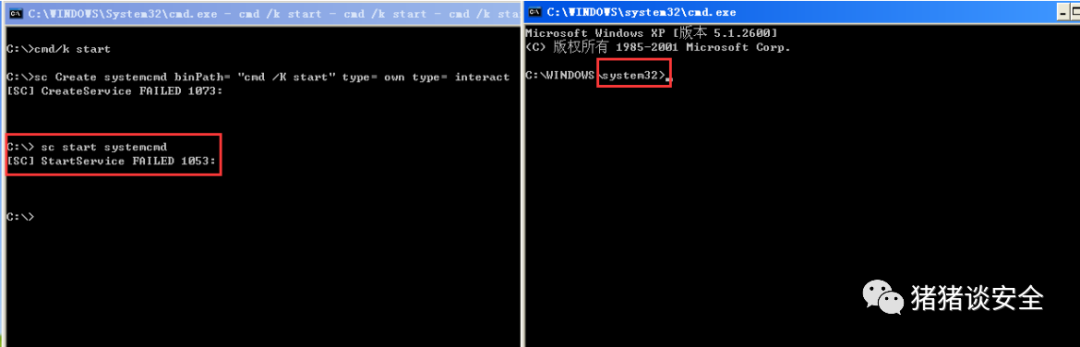 C:\WINDOWS\System32\cmd.exe - cmd /k start - cmd /k start - cmd /k sta
C:\>cmd/k start
C:\>sc Create systemcmd binPath= "cmd /K start" type= own type= interact
[SC] CreateService FAILED 1073:
C:\> sc start systemcmd
[SC] StartService FAILED 1053:
C:\>
C:\WINDOWS\system32\cmd.exe
Microsoft Windows XP [版本 5.1.2600]
(C) 版权所有 1985-2001 Microsoft Corp.
C:\WINDOWS\system32>_
猪猪谈安全